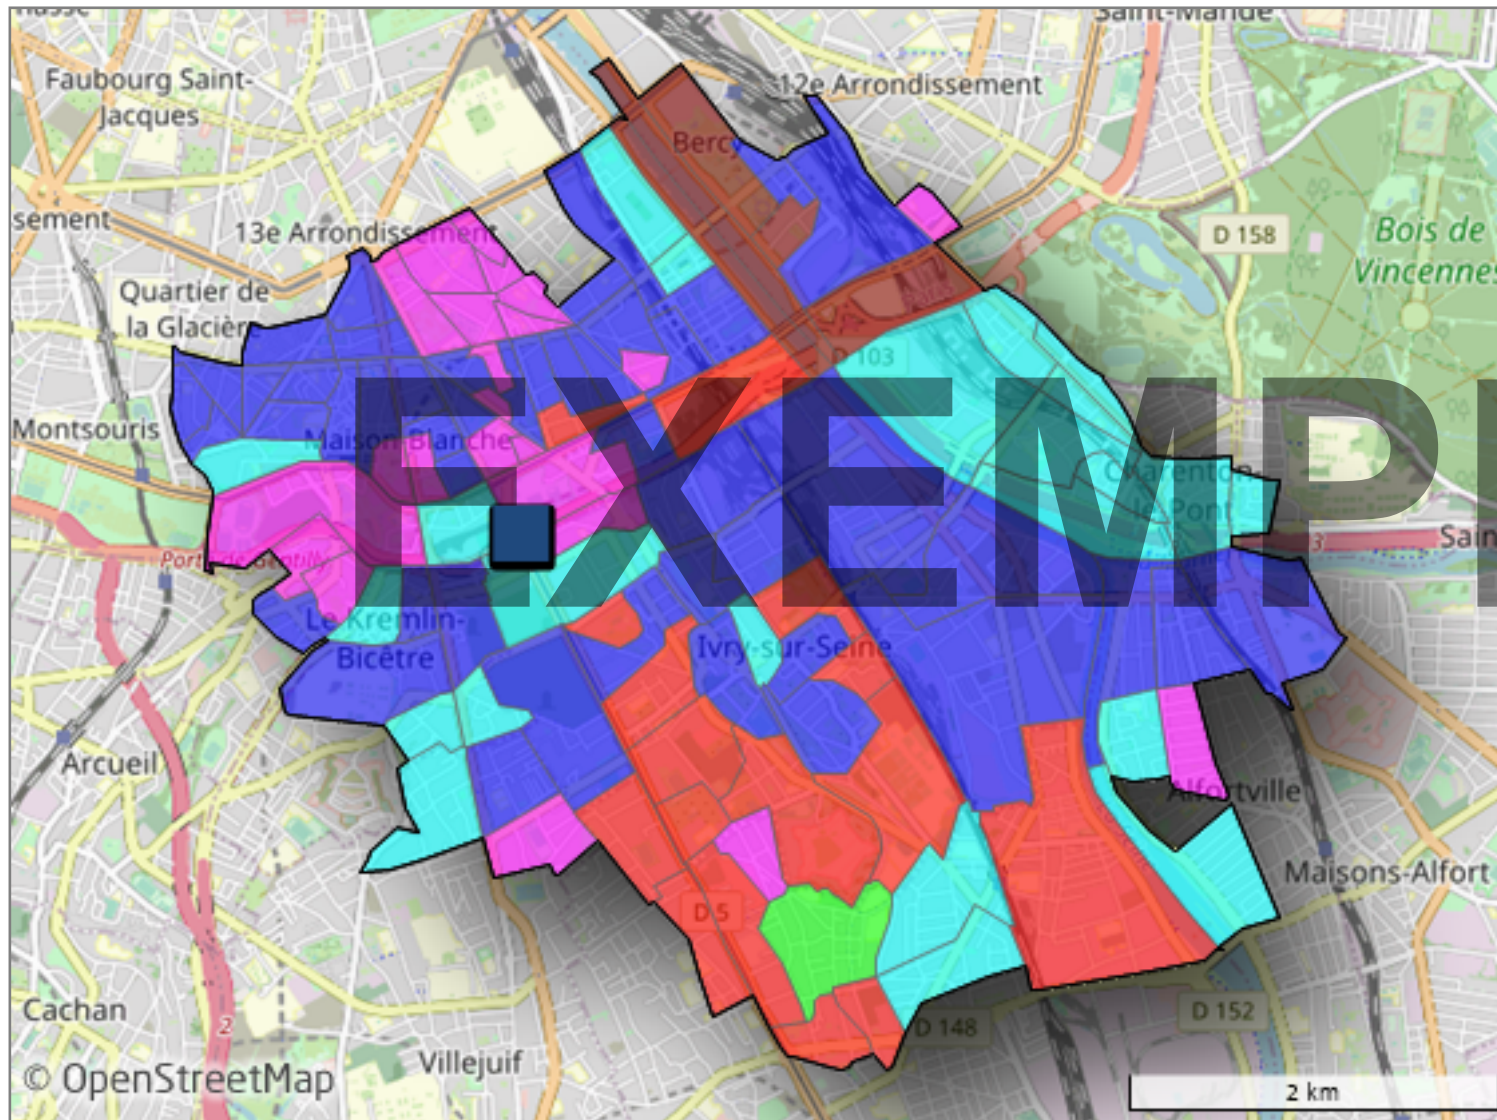 Saint-Mandé
Faubourg Saint-
Jacques
12e Arrondissement
Bercy
13e Arrondissement
D 158
Bois de
Vincennes
Quartier de
la Glacière
D 103
EXEMPL
Montsouris
Maison Blanche
Charenton-
le-Pont
3
Porte de Gentilly
Le Kremlin-
Bicêtre
Ivry-sur-Seine
Arcueil
Alfortville
Maisons-Alfort
D 5
Cachan
2
D 148
D 152
Villejuif
© OpenStreetMap
2 km